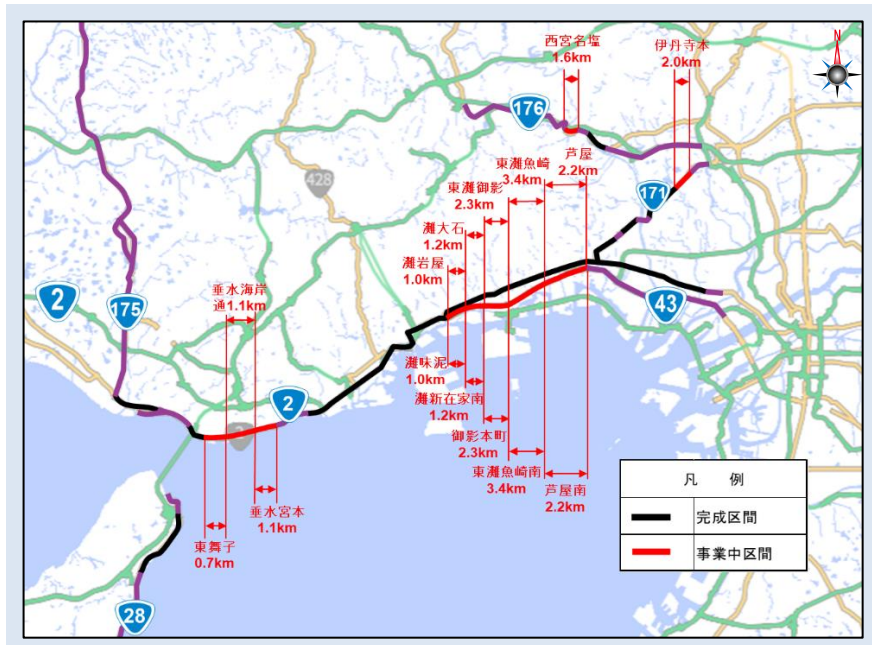 西宮名塩
1.6km
伊丹寺本
2.0km
N
176
芦屋
2.2km
東灘魚崎
3.4km
東灘御影
2.3km
171
428
灘大石
1.2km
灘岩屋
1.0km
2
175
垂水海岸
通1.1km
43
2
灘味泥
1.0km
灘新在家南
1.2km
御影本町
2.3km
東灘魚崎南
3.4km
芦屋南
2.2km
垂水宮本
1.1km
東舞子
0.7km
28
凡 例
完成区間
事業中区間